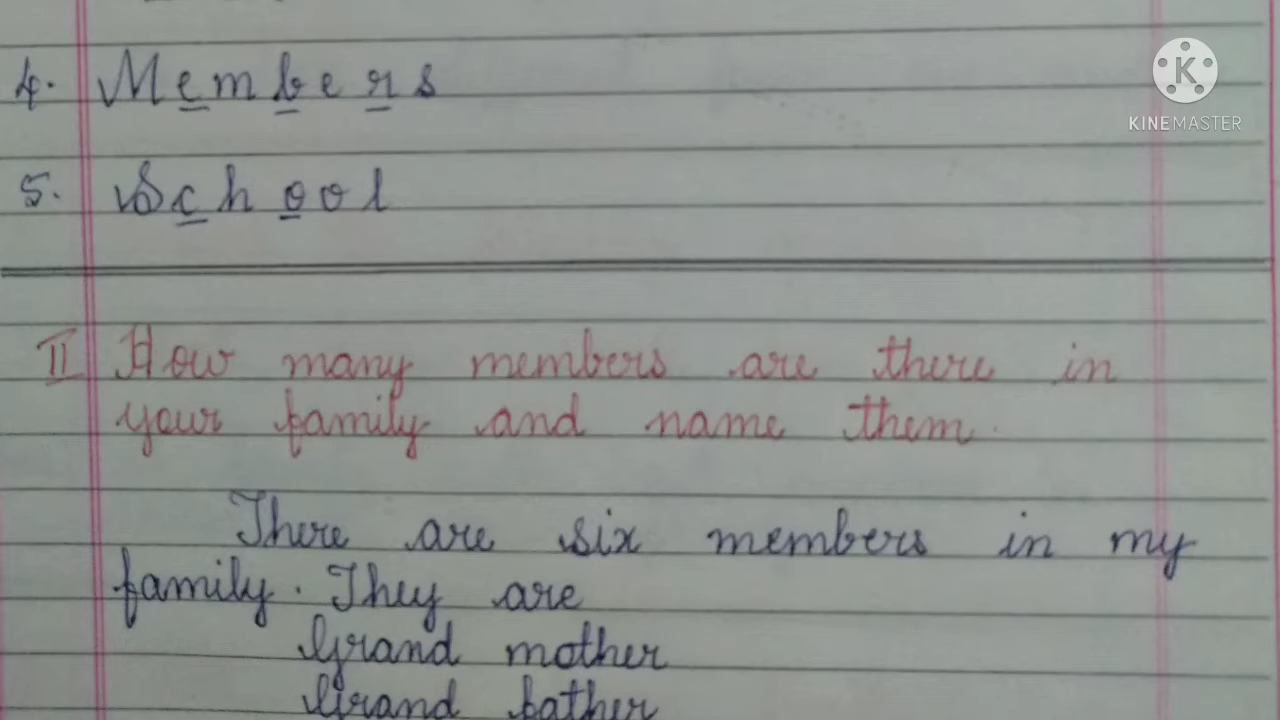 4. Members
KINEMASTER
5. School
II How many members are there in
your family and name them.
There are six members in my
family. They are
Grand mother
Grand father